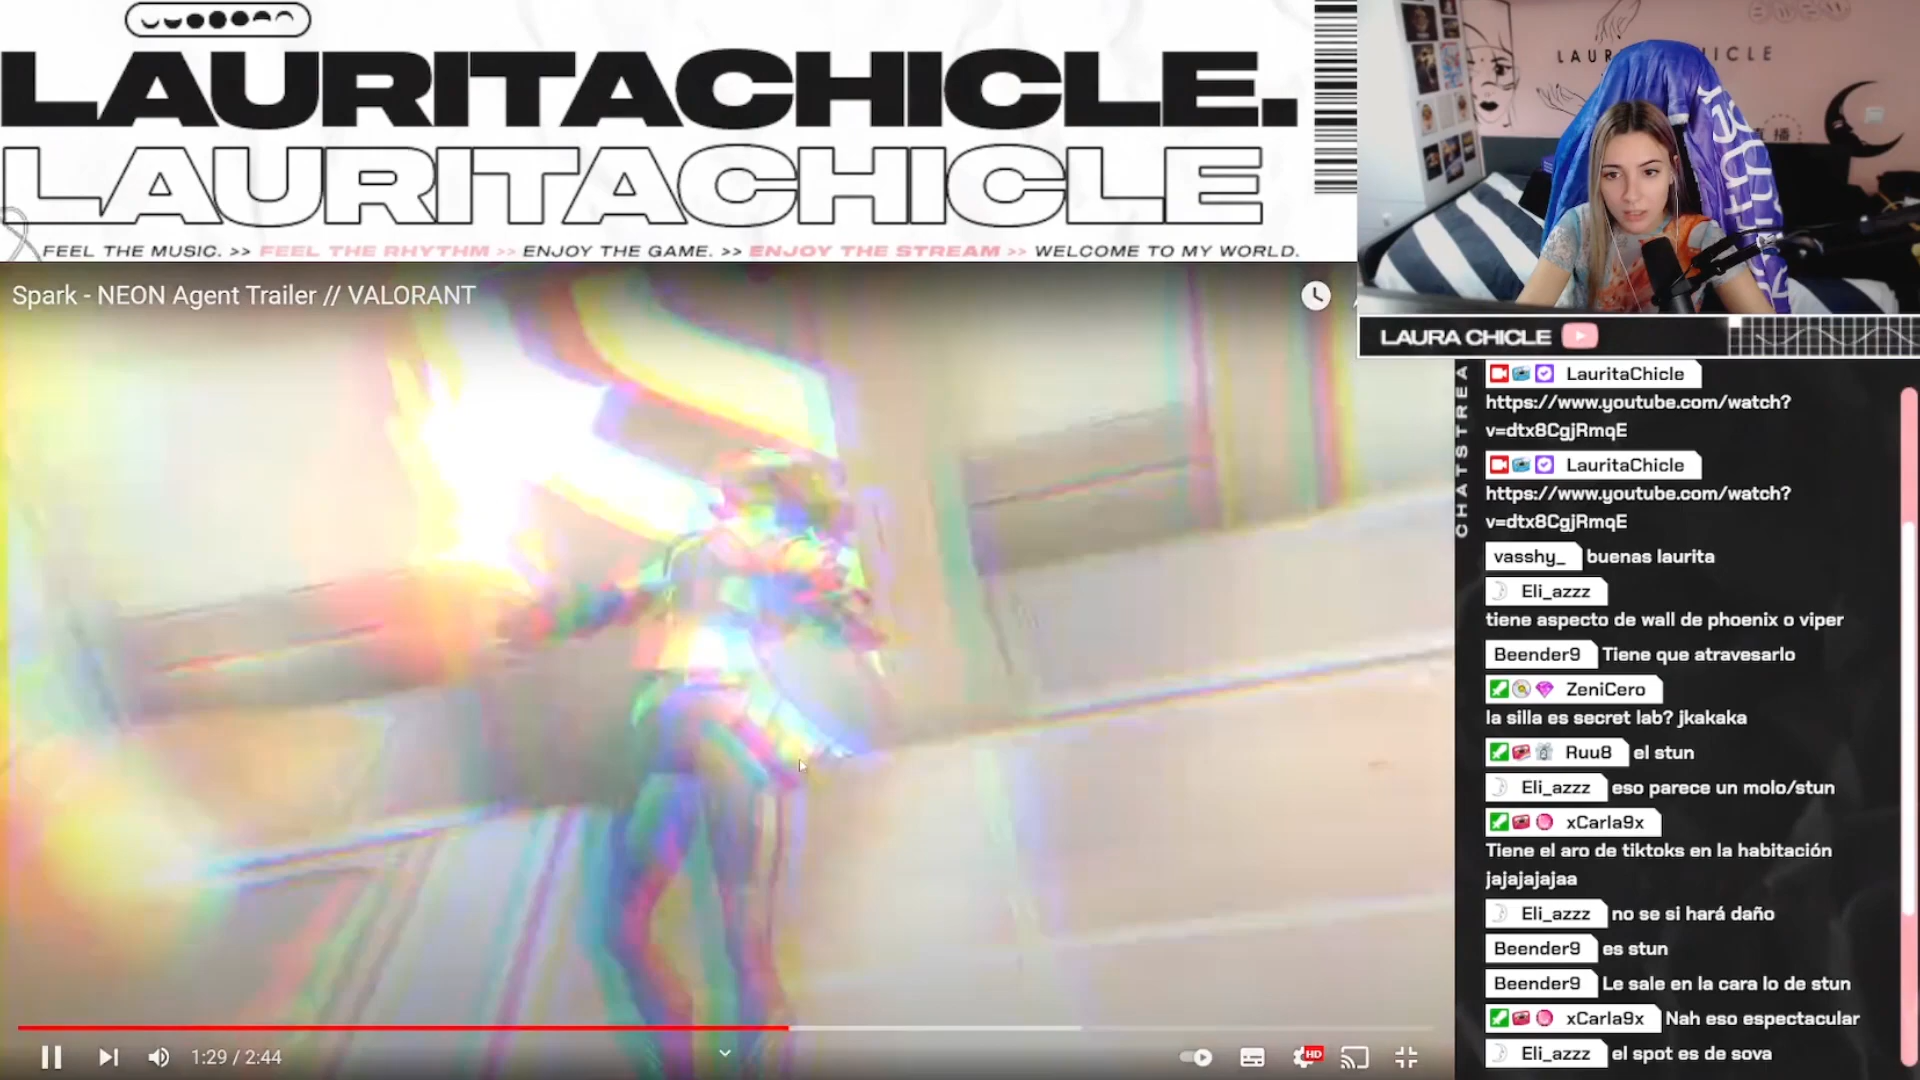 LAURITACHICLE.
LAURITACHICLE
FEEL THE MUSIC. >> FEEL THE RHYTHM >> ENJOY THE GAME. >> ENJOY THE STREAM >> WELCOME TO MY WORLD.
Spark - NEON Agent Trailer // VALORANT
1:29 / 2:44
HD
LAURA CHICLE
CHATSTREA
LauritaChicle
https://www.youtube.com/watch?
v=dtx8CgjRmqE
LauritaChicle
https://www.youtube.com/watch?
v=dtx8CgjRmqE
vasshy_ buenas laurita
Eli_azzz
tiene aspecto de wall de phoenix o viper
Beender9 Tiene que atravesarlo
ZeniCero
la silla es secret lab? jkakaka
Ruu8 el stun
Eli_azzz eso parece un molo/stun
xCarla9x
Tiene el aro de tiktoks en la habitación
jajajajajaa
Eli_azzz no se si hará daño
Beender9 es stun
Beender9 Le sale en la cara lo de stun
xCarla9x Nah eso espectacular
Eli_azzz el spot es de sova